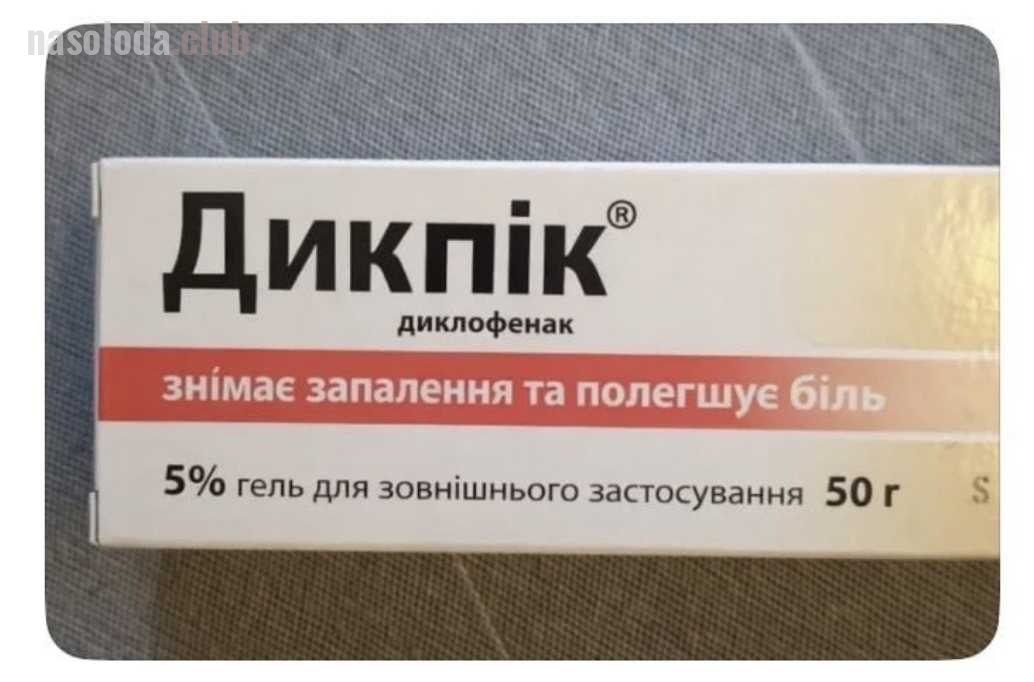 nasoloda.club
Дикпік®
диклофенак
знімає запалення та полегшує біль
5% гель для зовнішнього застосування 50 г S